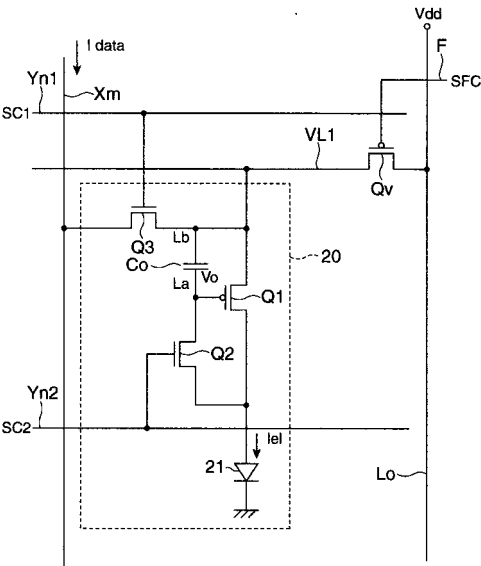 Vdd
I data
F
Yn1
SFC
Xm
SC1
VL1
Qv
Q3
Lb
20
Co
Vo
La
Q1
Q2
Yn2
SC2
Iel
21
Lo